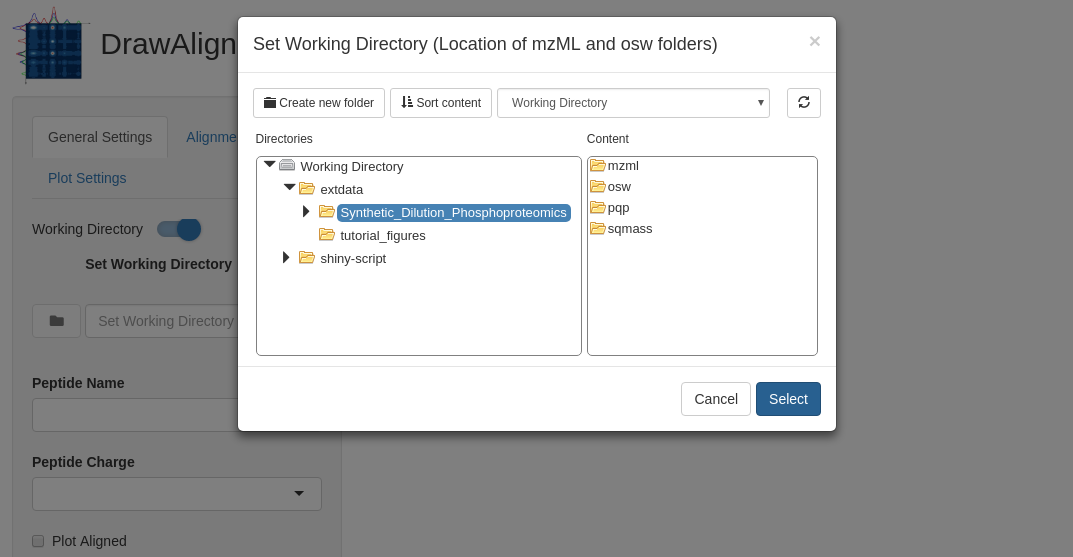 DrawAlign
General Settings
Alignme
Plot Settings
Working Directory
Set Working Directory
Set Working Directory
Peptide Name
Peptide Charge
Plot Aligned
Set Working Directory (Location of mzML and osw folders)
×
Create new folder
Sort content
Working Directory
Directories
Content
Working Directory
extdata
Synthetic_Dilution_Phosphoproteomics
tutorial_figures
shiny-script
mzml
osw
pqp
sqmass
Cancel
Select